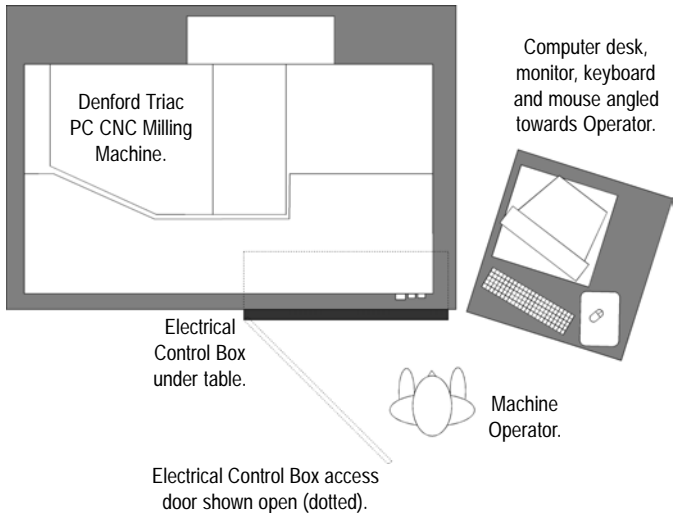 Denford Triac
PC CNC Milling
Machine.
Computer desk,
monitor, keyboard
and mouse angled
towards Operator.
Electrical
Control Box
under table.
Machine
Operator.
Electrical Control Box access
door shown open (dotted).